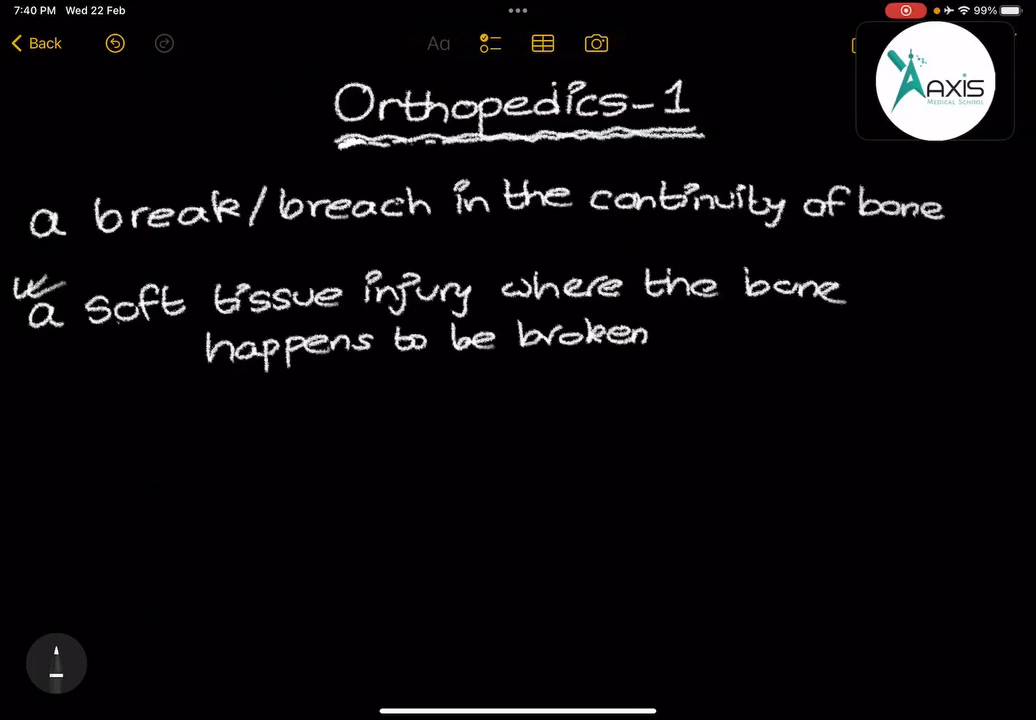 7:40 PM Wed 22 Feb
99%
Back
Aa
AXIS
MEDICAL SCHOOL
Orthopedics-1
a break/breach in the continuity of bone
a soft tissue injury where the bone
happens to be broken